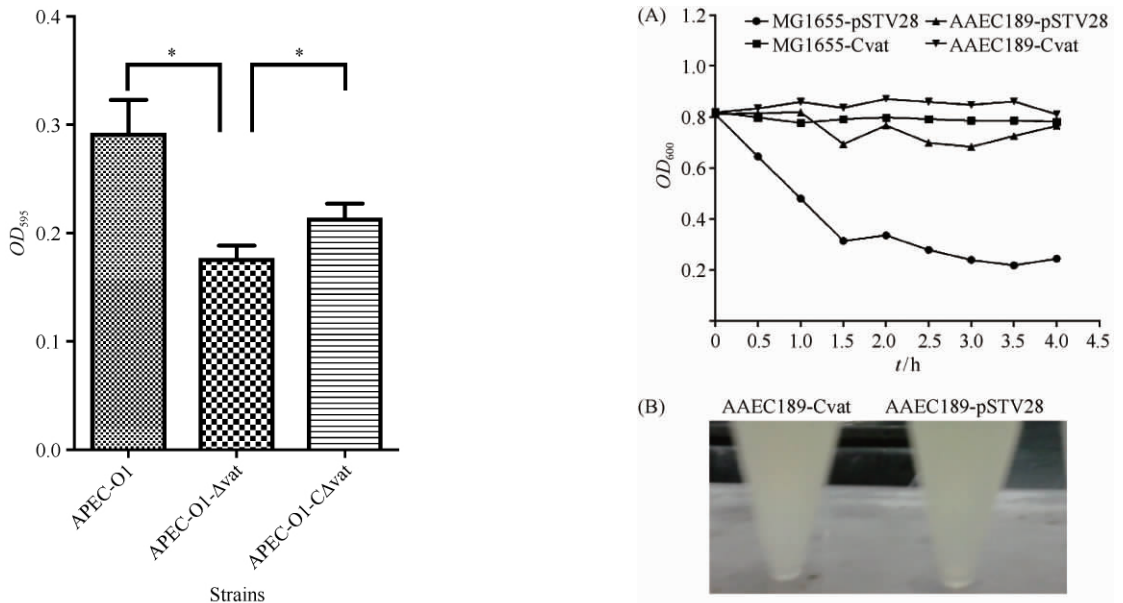 0.4
0.3
0.2
0.1
0.0
OD595
*
*
APEC-O1
APEC-O1-Δvat
APEC-O1-CΔvat
Strains
(A)
MG1655-pSTV28
AAEC189-pSTV28
MG1655-Cvat
AAEC189-Cvat
1.2
1.0
0.8
0.6
0.4
0.2
OD600
0 0.5 1.0 1.5 2.0 2.5 3.0 3.5 4.0 4.5
t/h
(B)
AAEC189-Cvat AAEC189-pSTV28